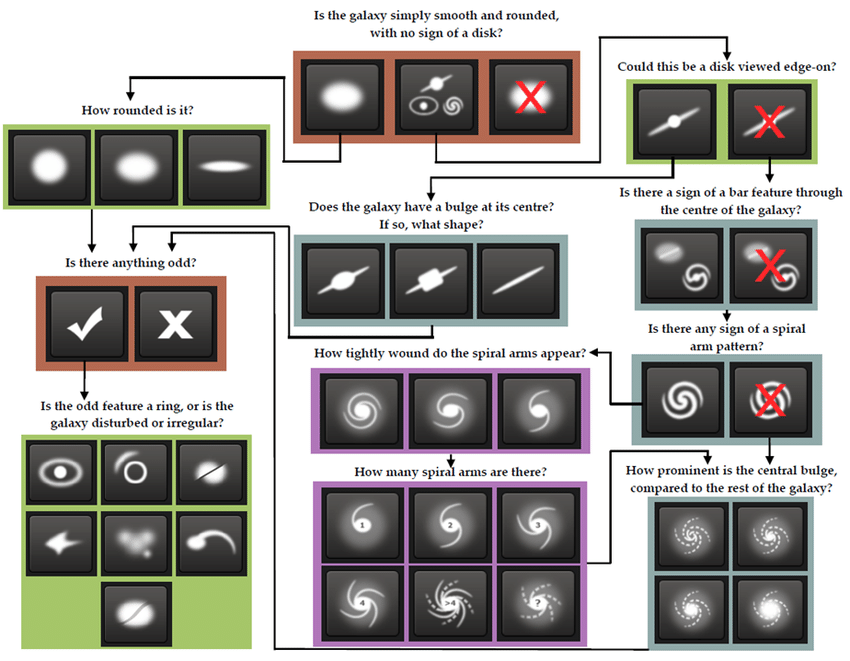 Is the galaxy simply smooth and rounded,
with no sign of a disk?
Could this be a disk viewed edge-on?
How rounded is it?
Does the galaxy have a bulge at its centre?
If so, what shape?
Is there a sign of a bar feature through
the centre of the galaxy?
Is there anything odd?
Is there any sign of a spiral
arm pattern?
How tightly wound do the spiral arms appear?
Is the odd feature a ring, or is the
galaxy disturbed or irregular?
How many spiral arms are there?
1
2
3
4
>4
?
How prominent is the central bulge,
compared to the rest of the galaxy?